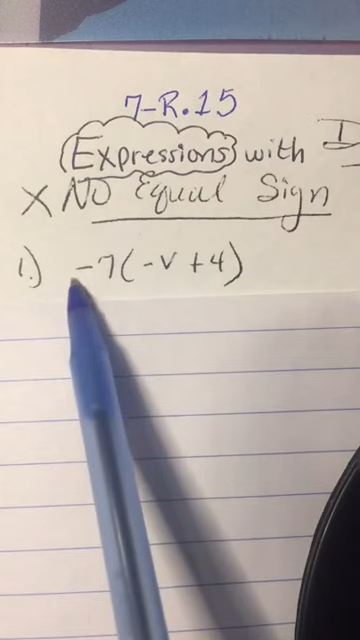 7-R.15
Expressions with
X NO Equal Sign
1.) -7(-v+4)